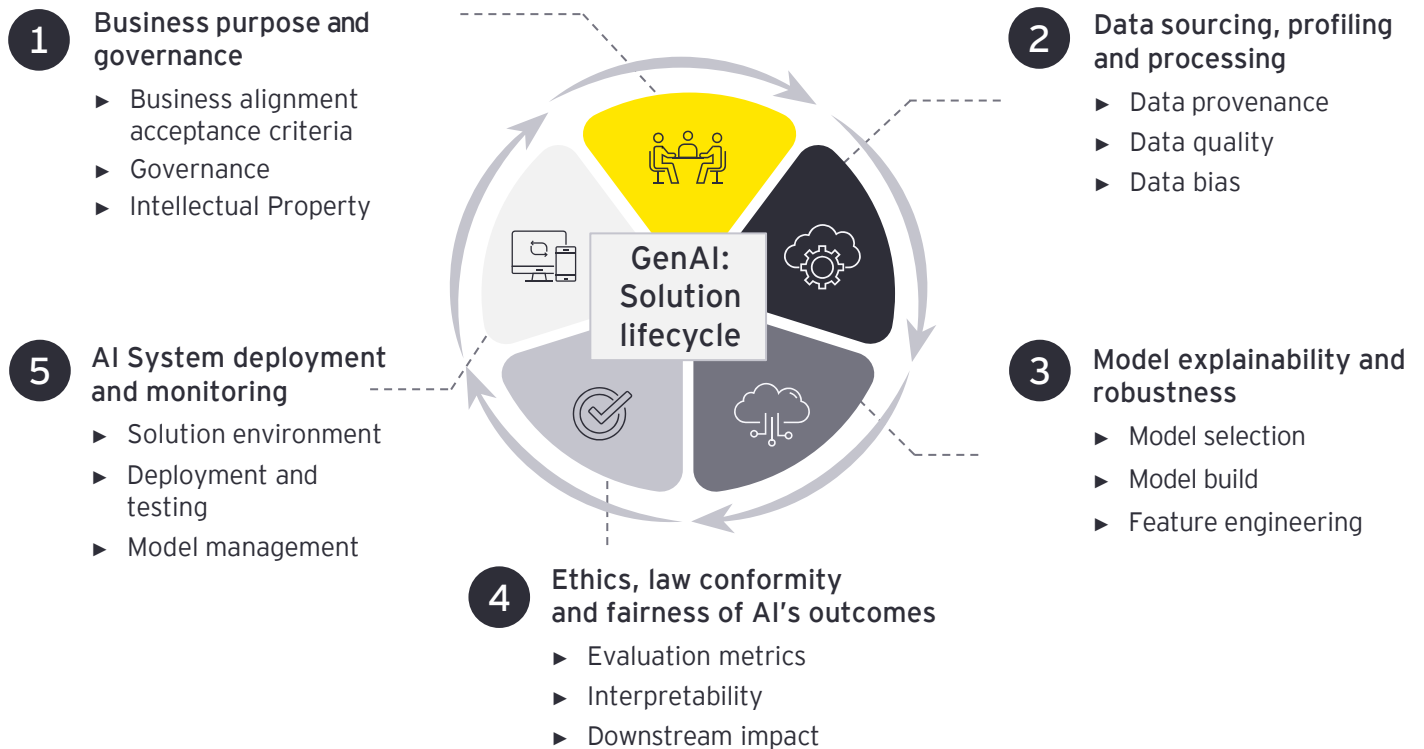 1
Business purpose and
governance
► Business alignment
acceptance criteria
► Governance
► Intellectual Property
2
Data sourcing, profiling
and processing
► Data provenance
► Data quality
► Data bias
GenAI:
Solution
lifecycle
3
Model explainability and
robustness
► Model selection
► Model build
► Feature engineering
4
Ethics, law conformity
and fairness of AI's outcomes
► Evaluation metrics
► Interpretability
► Downstream impact
5
AI System deployment
and monitoring
► Solution environment
► Deployment and
testing
► Model management